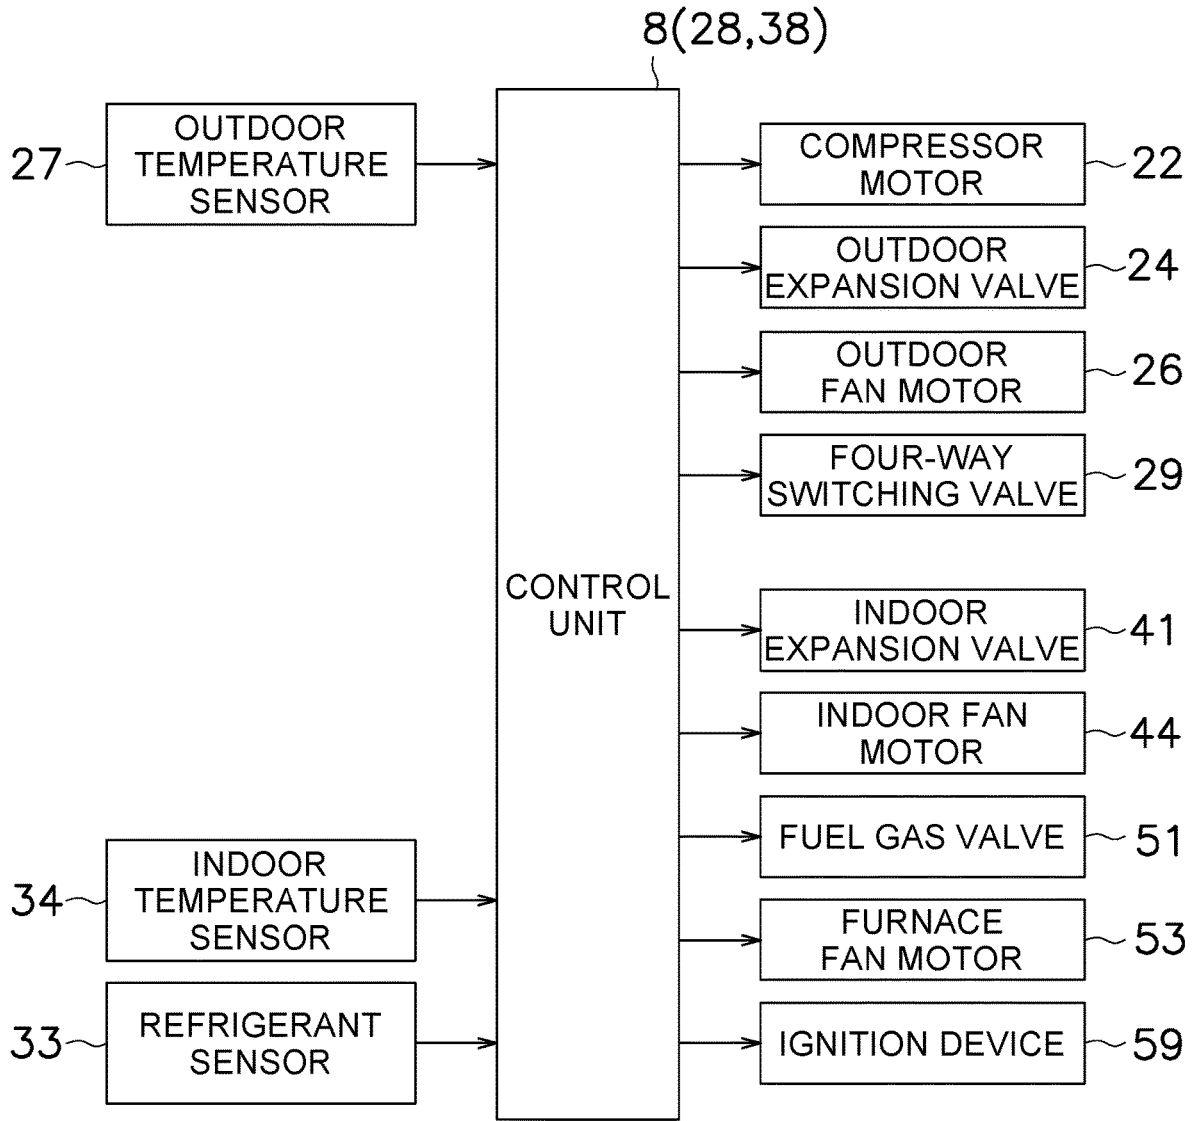 8(28,38)
27
OUTDOOR
TEMPERATURE
SENSOR
34
INDOOR
TEMPERATURE
SENSOR
33
REFRIGERANT
SENSOR
CONTROL
UNIT
COMPRESSOR
MOTOR
22
OUTDOOR
EXPANSION VALVE
24
OUTDOOR
FAN MOTOR
26
FOUR-WAY
SWITCHING VALVE
29
INDOOR
EXPANSION VALVE
41
INDOOR FAN
MOTOR
44
FUEL GAS VALVE
51
FURNACE
FAN MOTOR
53
IGNITION DEVICE
59